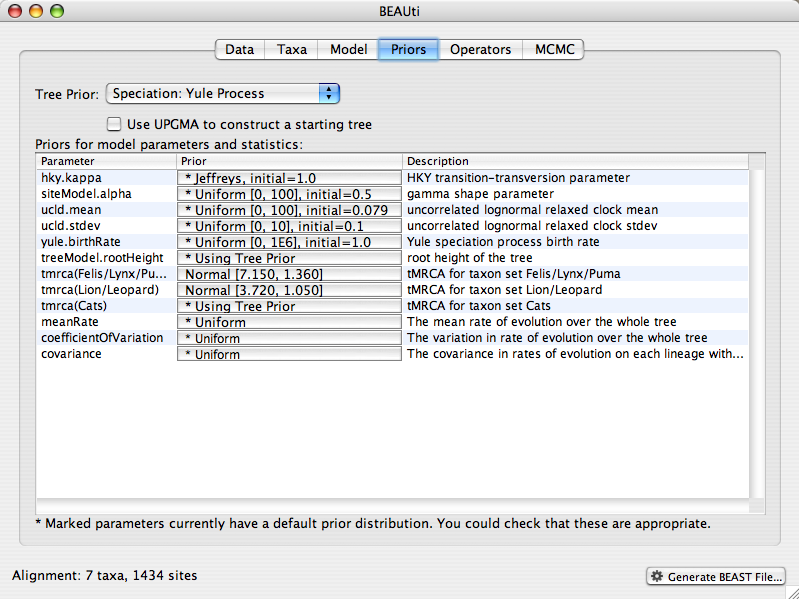 BEAUti
Data Taxa Model Priors Operators MCMC
Tree Prior: Speciation: Yule Process
Use UPGMA to construct a starting tree
Priors for model parameters and statistics:
Parameter Prior Description
hky.kappa * Jeffreys, initial=1.0 HKY transition-transversion parameter
siteModel.alpha * Uniform [0, 100], initial=0.5 gamma shape parameter
ucld.mean * Uniform [0, 100], initial=0.079 uncorrelated lognormal relaxed clock mean
ucld.stdev * Uniform [0, 10], initial=0.1 uncorrelated lognormal relaxed clock stdev
yule.birthRate * Uniform [0, 1E6], initial=1.0 Yule speciation process birth rate
treeModel.rootHeight * Using Tree Prior root height of the tree
tmrca(Felis/Lynx/Pu... Normal [7.150, 1.360] tMRCA for taxon set Felis/Lynx/Puma
tmrca(Lion/Leopard) Normal [3.720, 1.050] tMRCA for taxon set Lion/Leopard
tmrca(Cats) * Using Tree Prior tMRCA for taxon set Cats
meanRate * Uniform The mean rate of evolution over the whole tree
coefficientOfVariation * Uniform The variation in rate of evolution over the whole tree
covariance * Uniform The covariance in rates of evolution on each lineage with...
* Marked parameters currently have a default prior distribution. You could check that these are appropriate.
Alignment: 7 taxa, 1434 sites Generate BEAST File...